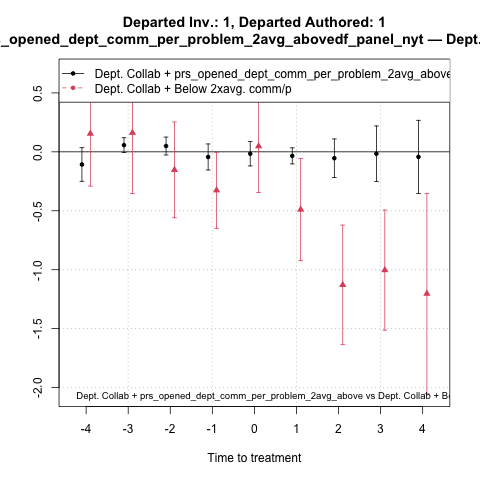 Departed Inv.: 1, Departed Authored: 1
s_opened_dept_comm_per_problem_2avg_abovedf_panel_nyt — Dept.
Dept. Collab + prs_opened_dept_comm_per_problem_2avg_above
Dept. Collab + Below 2xavg. comm/p
0.5
0.0
-0.5
-1.0
-1.5
-2.0
Dept. Collab + prs_opened_dept_comm_per_problem_2avg_above vs Dept. Collab + Be
-4 -3 -2 -1 0 1 2 3 4
Time to treatment